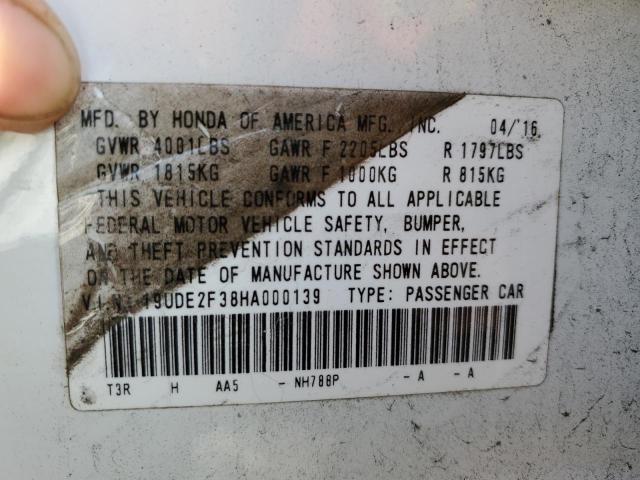 MFD. BY HONDA OF AMERICA MFG. INC. 04/'16
GVWR 4001LBS GAWR F 2205LBS R 1797LBS
GVWR 1815KG GAWR F 1000KG R 815KG
THIS VEHICLE CONFORMS TO ALL APPLICABLE
FEDERAL MOTOR VEHICLE SAFETY, BUMPER,
AND THEFT PREVENTION STANDARDS IN EFFECT
ON THE DATE OF MANUFACTURE SHOWN ABOVE.
V.I.N. 19UDE2F38HA000139 TYPE: PASSENGER CAR
T3R H AA5 - NH788P - A - A